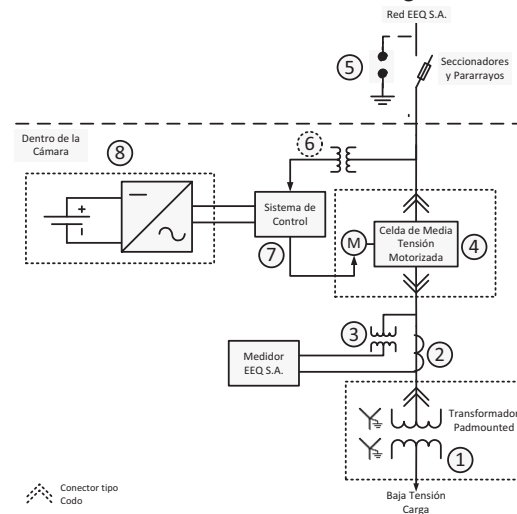 Red EEQ S.A.
5
Seccionadores
y Pararrayos
Dentro de la
Cámara
8
6
+
Sistema de
Control
7
M
Celda de Media
Tensión
Motorizada
4
3
2
Medidor
EEQ S.A.
Transformador
Padmounted
1
Conector tipo
Codo
Baja Tensión
Carga